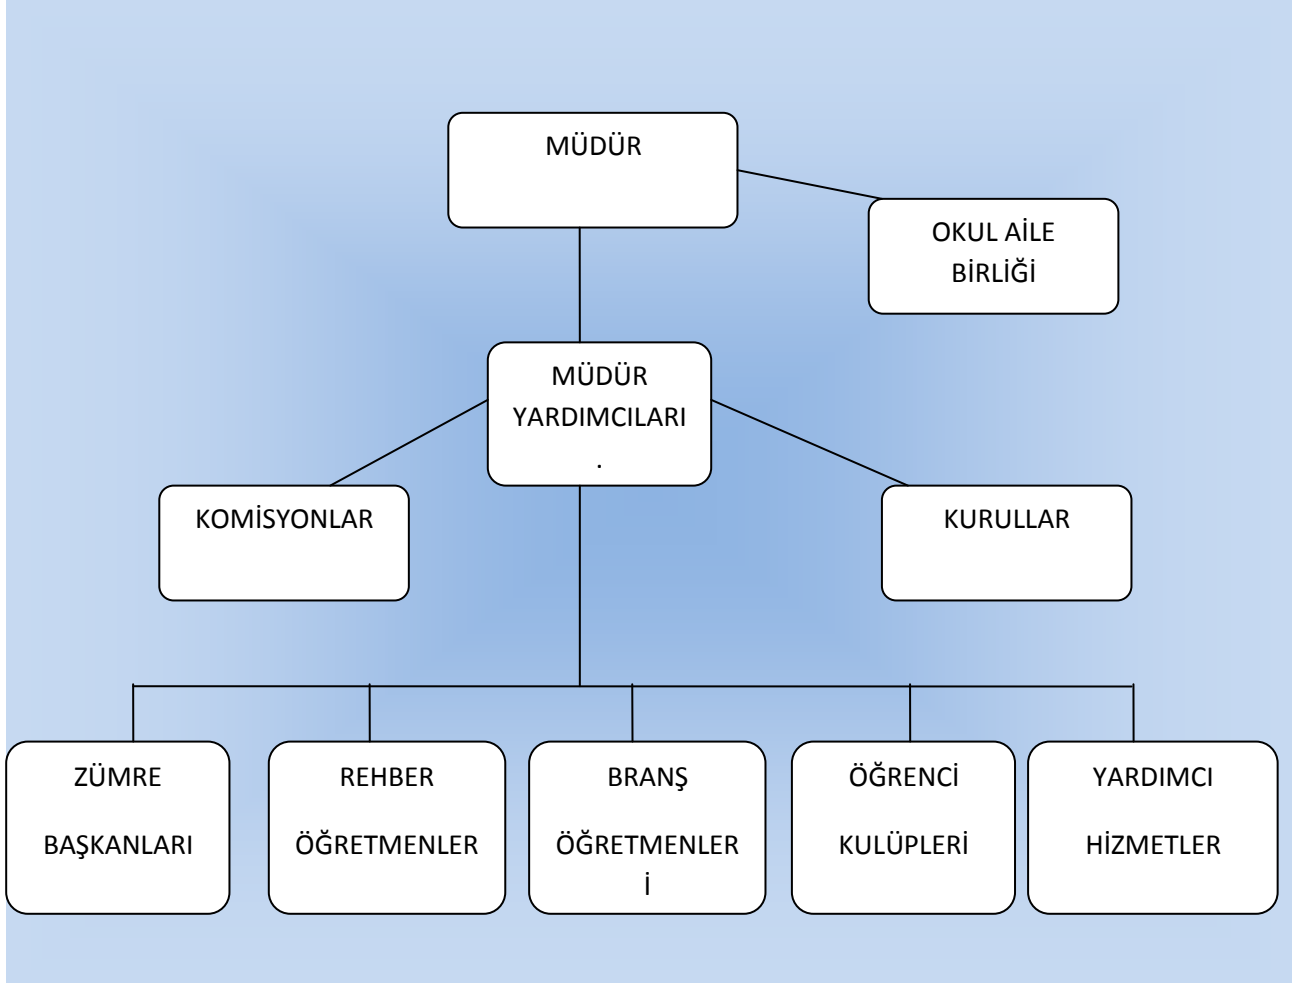 MÜDÜR
OKUL AİLE
BİRLİĞİ
MÜDÜR
YARDIMCILARI
.
KOMİSYONLAR
KURULLAR
ZÜMRE
BAŞKANLARI
REHBER
ÖĞRETMENLER
BRANŞ
ÖĞRETMENLER
İ
ÖĞRENCİ
KULÜPLERİ
YARDIMCI
HİZMETLER